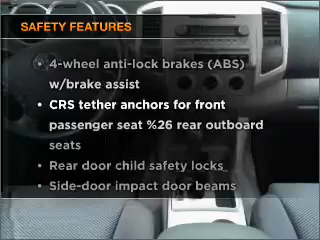 SAFETY FEATURES
• 4-wheel anti-lock brakes (ABS)
w/brake assist
• CRS tether anchors for front
passenger seat %26 rear outboard
seats
• Rear door child safety locks
• Side-door impact door beams